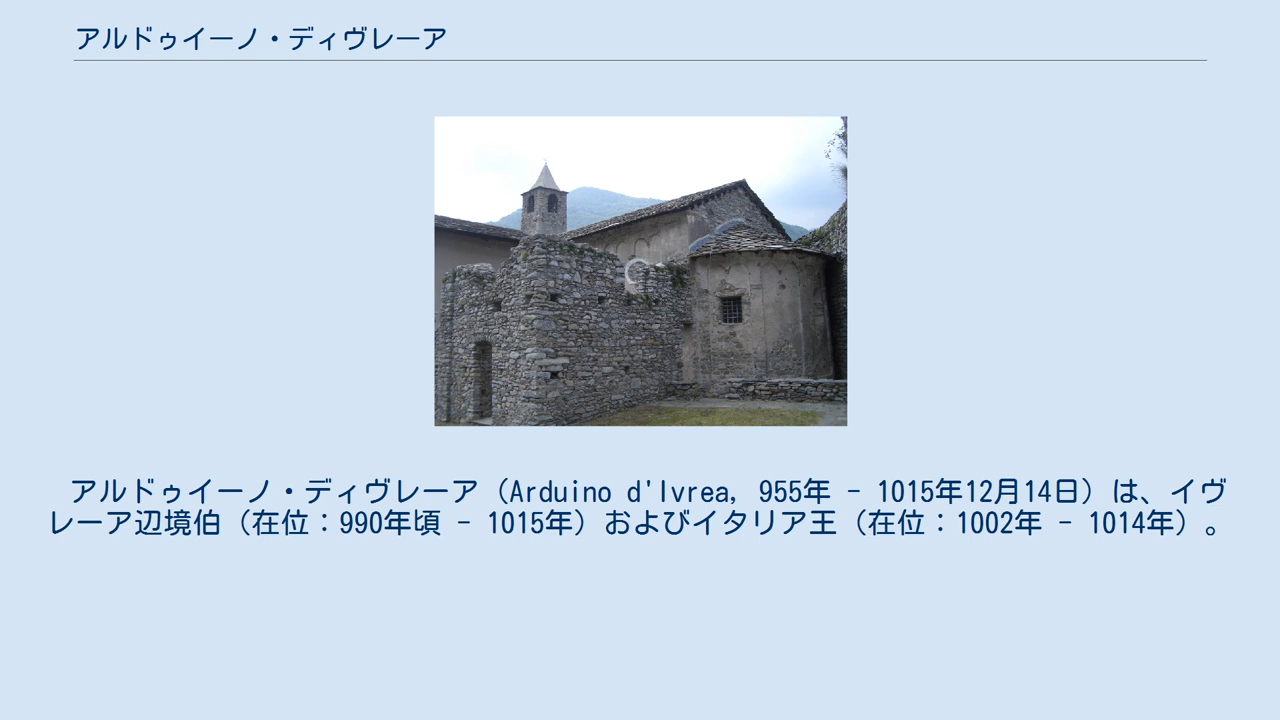 アルドゥイーノ・ディヴレーア
アルドゥイーノ・ディヴレーア（Arduino d'Ivrea, 955年 - 1015年12月14日）は、イヴ
レーア辺境伯（在位：990年頃 - 1015年）およびイタリア王（在位：1002年 - 1014年）。